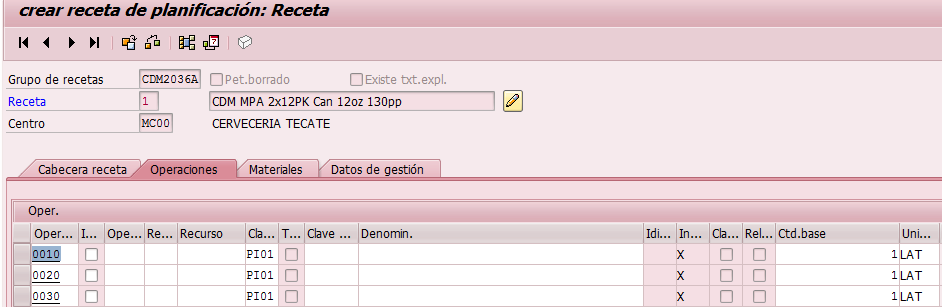 crear receta de planificación: Receta
Grupo de recetas CDM2036A Pet.borrado Existe txt.expl.
Receta 1 CDM MPA 2x12PK Can 12oz 130pp
Centro MC00 CERVECERIA TECATE
Cabecera receta Operaciones Materiales Datos de gestión
Oper.
Oper... I... Ope... Re... Recurso Cla... T... Clave ... Denomin. Idi... In... Cla... Rel... Ctd.base Uni...
0010 PI01 X 1 LAT
0020 PI01 X 1 LAT
0030 PI01 X 1 LAT